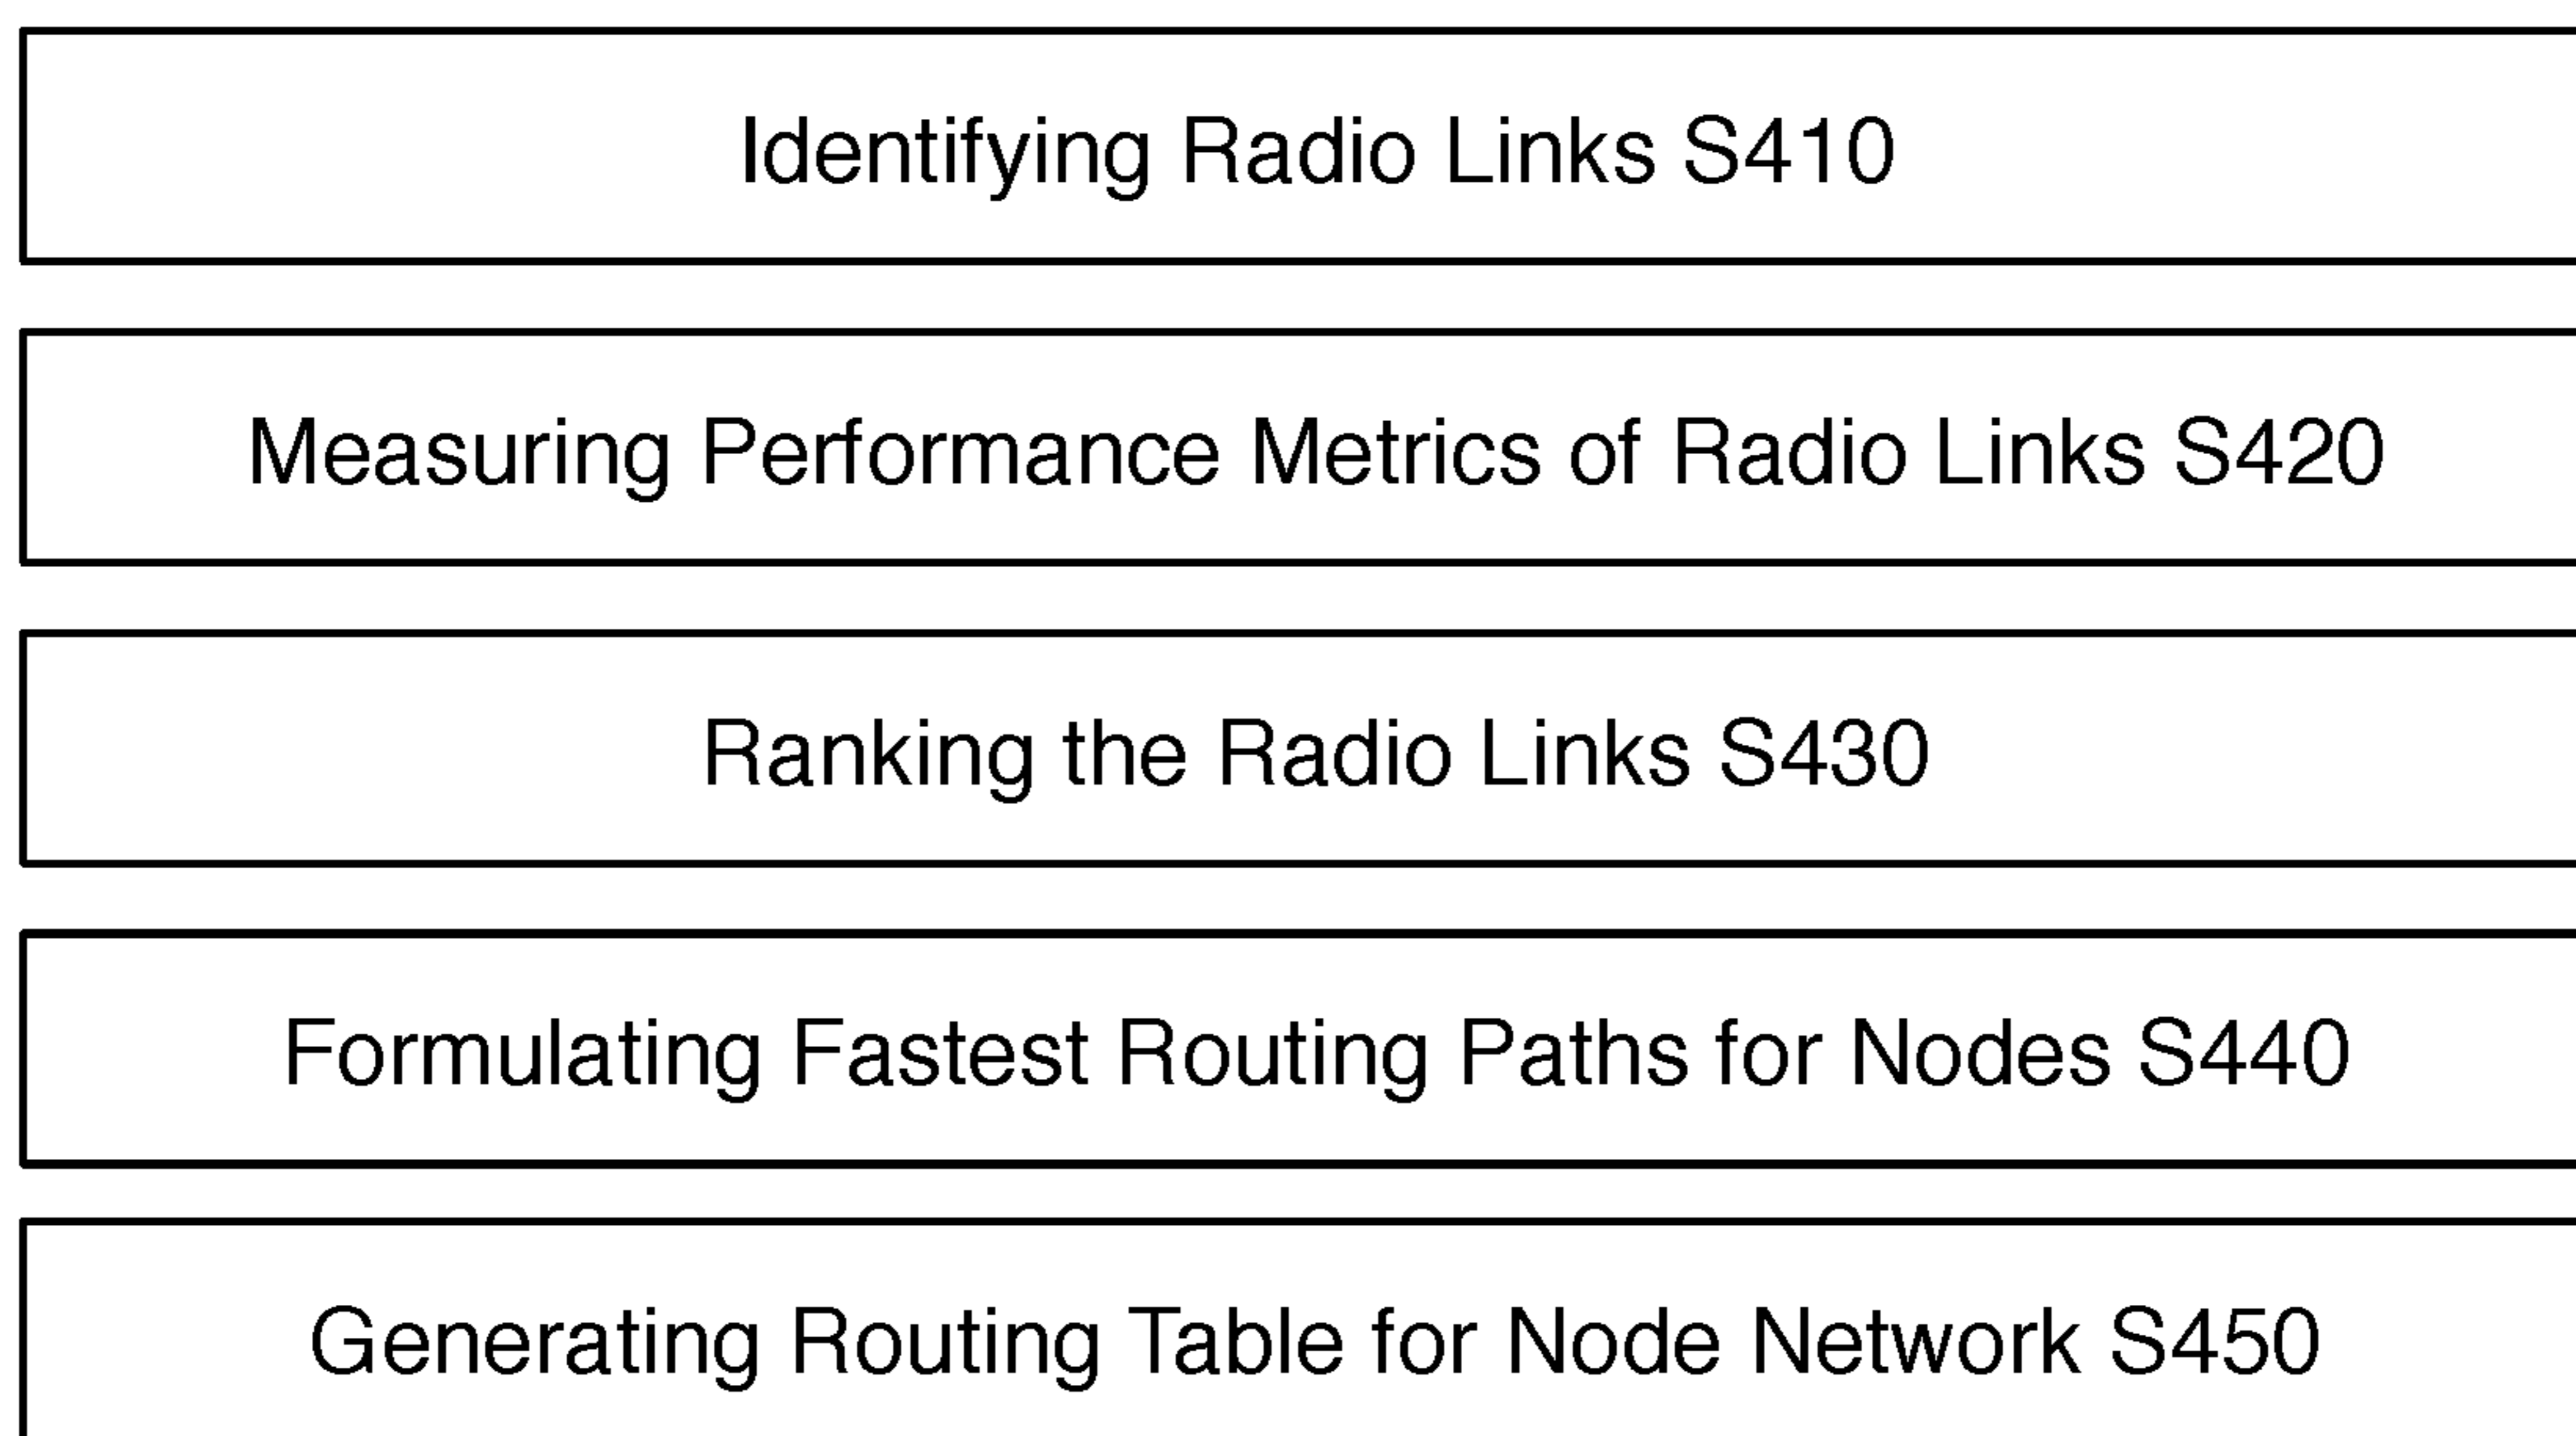 Identifying Radio Links S410
Measuring Performance Metrics of Radio Links S420
Ranking the Radio Links S430
Formulating Fastest Routing Paths for Nodes S440
Generating Routing Table for Node Network S450